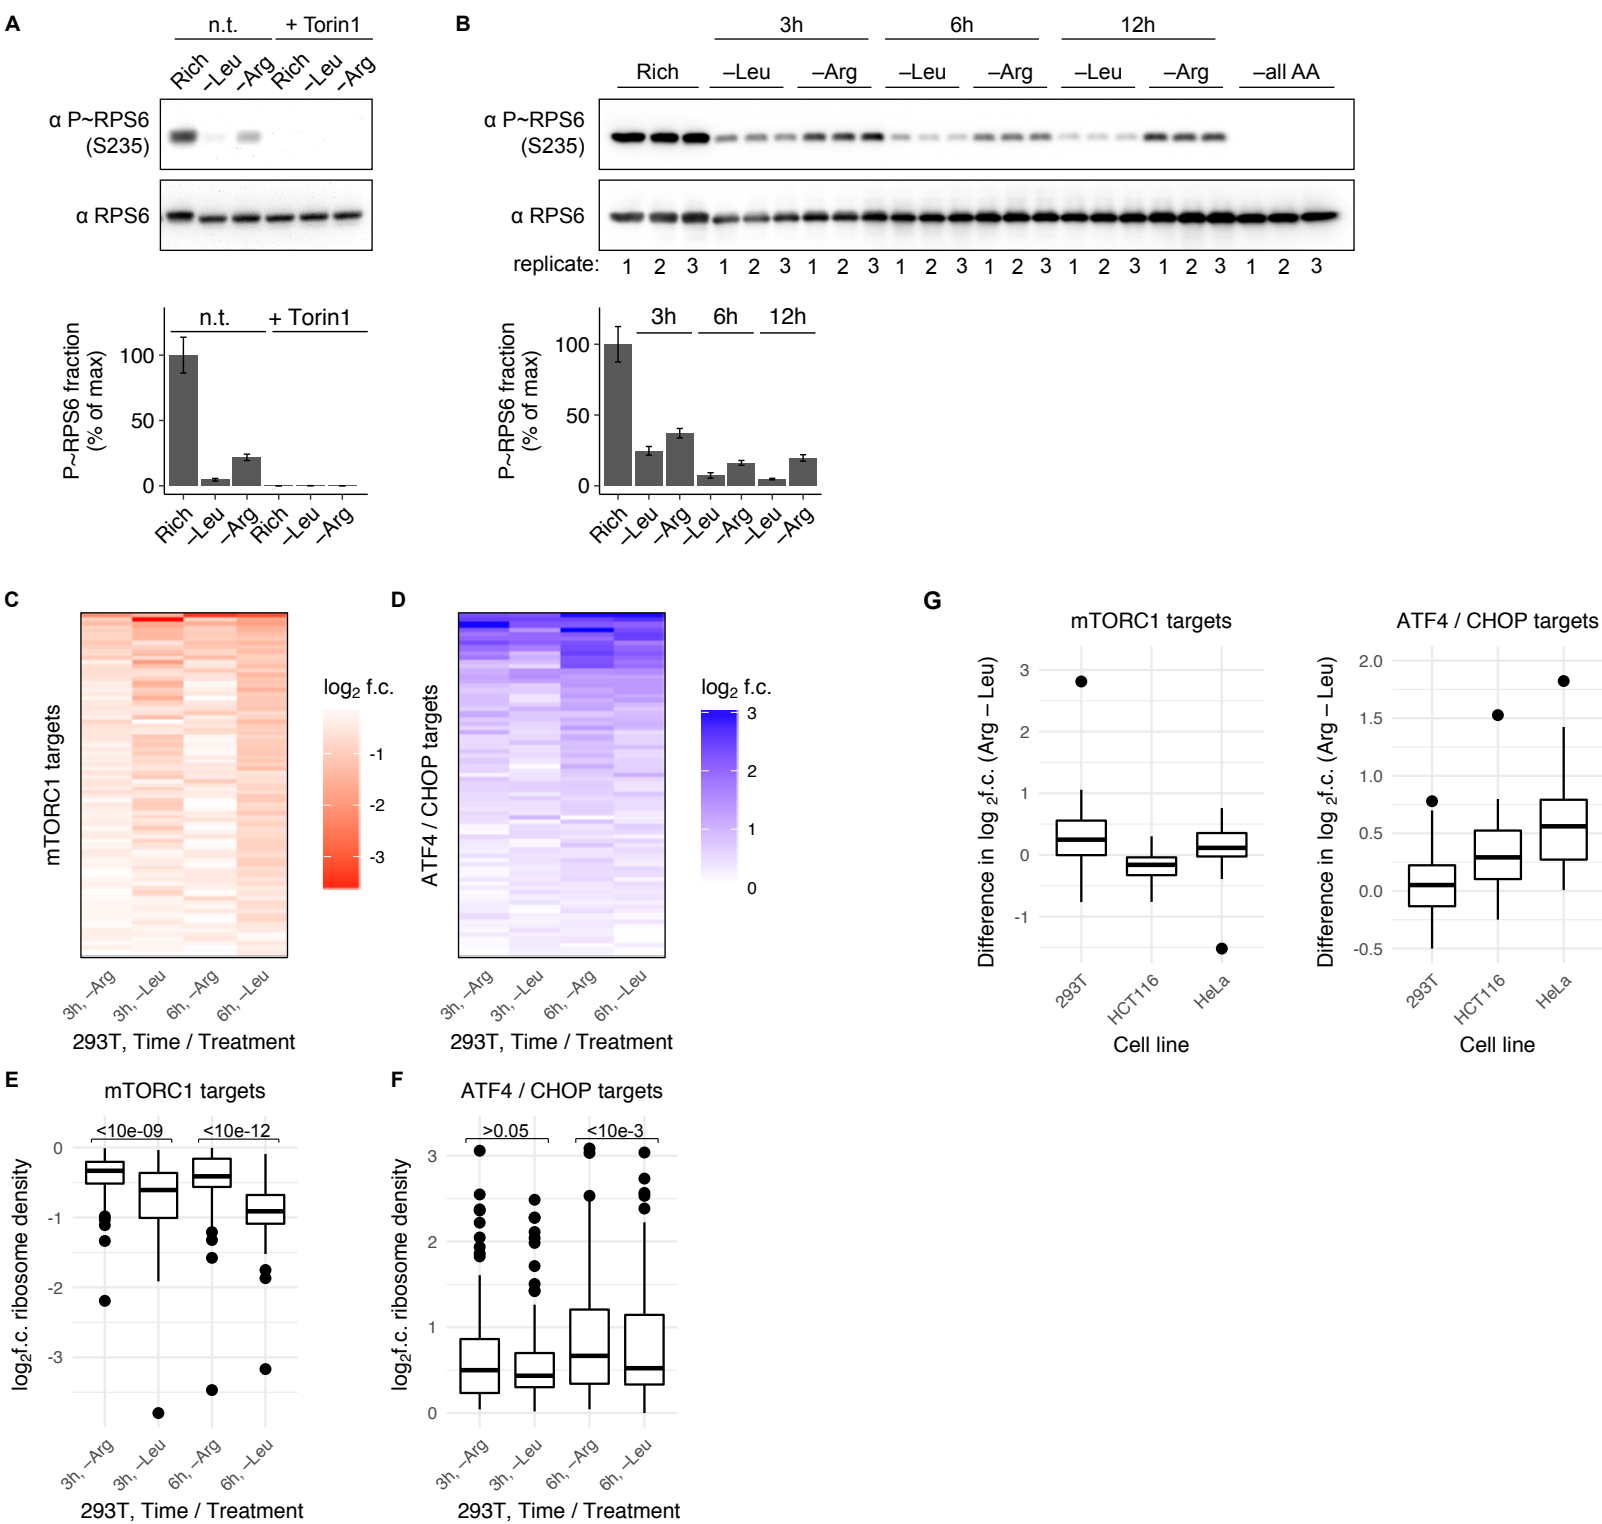 A
n.t.
+ Torin1
Rich
–Leu
–Arg
Rich
–Leu
–Arg
α P~RPS6
(S235)
α RPS6
n.t.
+ Torin1
P~RPS6 fraction
(% of max)
100
50
0
Rich
–Leu
–Arg
Rich
–Leu
–Arg
B
3h
6h
12h
Rich
–Leu
–Arg
–Leu
–Arg
–Leu
–Arg
–all AA
α P~RPS6
(S235)
α RPS6
replicate: 1 2 3 1 2 3 1 2 3 1 2 3 1 2 3 1 2 3 1 2 3 1 2 3
3h
6h
12h
P~RPS6 fraction
(% of max)
100
50
0
Rich
–Leu
–Arg
–Leu
–Arg
–Leu
–Arg
C
mTORC1 targets
log2 f.c.
-1
-2
-3
3h, –Arg
3h, –Leu
6h, –Arg
6h, –Leu
293T, Time / Treatment
D
ATF4 / CHOP targets
log2 f.c.
3
2
1
0
3h, –Arg
3h, –Leu
6h, –Arg
6h, –Leu
293T, Time / Treatment
E
mTORC1 targets
<10e-09
<10e-12
log2f.c. ribosome density
0
-1
-2
-3
3h, –Arg
3h, –Leu
6h, –Arg
6h, –Leu
293T, Time / Treatment
F
ATF4 / CHOP targets
>0.05
<10e-3
log2f.c. ribosome density
3
2
1
0
3h, –Arg
3h, –Leu
6h, –Arg
6h, –Leu
293T, Time / Treatment
G
mTORC1 targets
Difference in log 2f.c. (Arg – Leu)
3
2
1
0
-1
293T
HCT116
HeLa
Cell line
ATF4 / CHOP targets
Difference in log 2f.c. (Arg – Leu)
2.0
1.5
1.0
0.5
0.0
-0.5
293T
HCT116
HeLa
Cell line